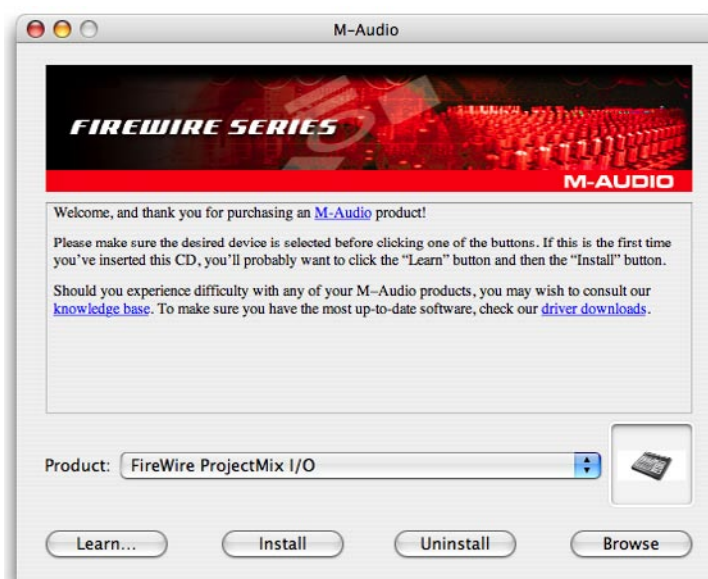 M-Audio
FIREWIRE SERIES
M-AUDIO
Welcome, and thank you for purchasing an M-Audio product!
Please make sure the desired device is selected before clicking one of the buttons. If this is the first time
you've inserted this CD, you'll probably want to click the “Learn” button and then the “Install” button.
Should you experience difficulty with any of your M–Audio products, you may wish to consult our
knowledge base. To make sure you have the most up-to-date software, check our driver downloads.
Product: FireWire ProjectMix I/O
Learn... Install Uninstall Browse